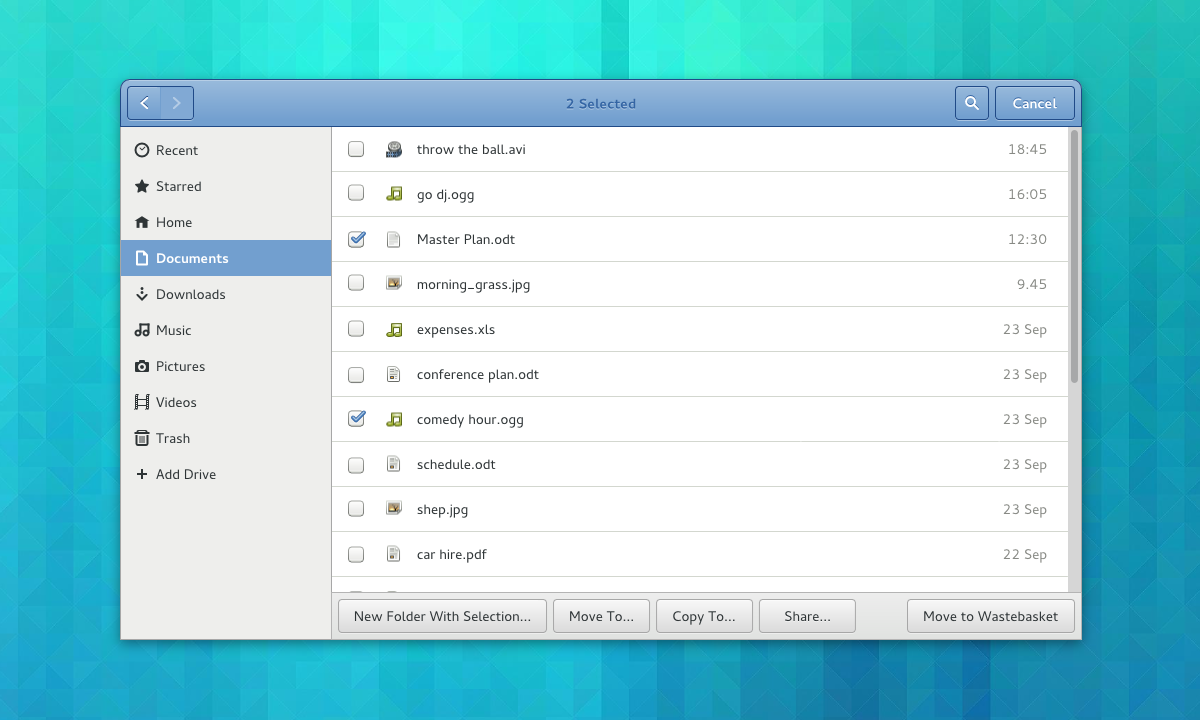 2 Selected
Cancel
Recent
Starred
Home
Documents
Downloads
Music
Pictures
Videos
Trash
Add Drive
throw the ball.avi 18:45
go dj.ogg 16:05
Master Plan.odt 12:30
morning_grass.jpg 9.45
expenses.xls 23 Sep
conference plan.odt 23 Sep
comedy hour.ogg 23 Sep
schedule.odt 23 Sep
shep.jpg 23 Sep
car hire.pdf 22 Sep
New Folder With Selection... Move To... Copy To... Share... Move to Wastebasket